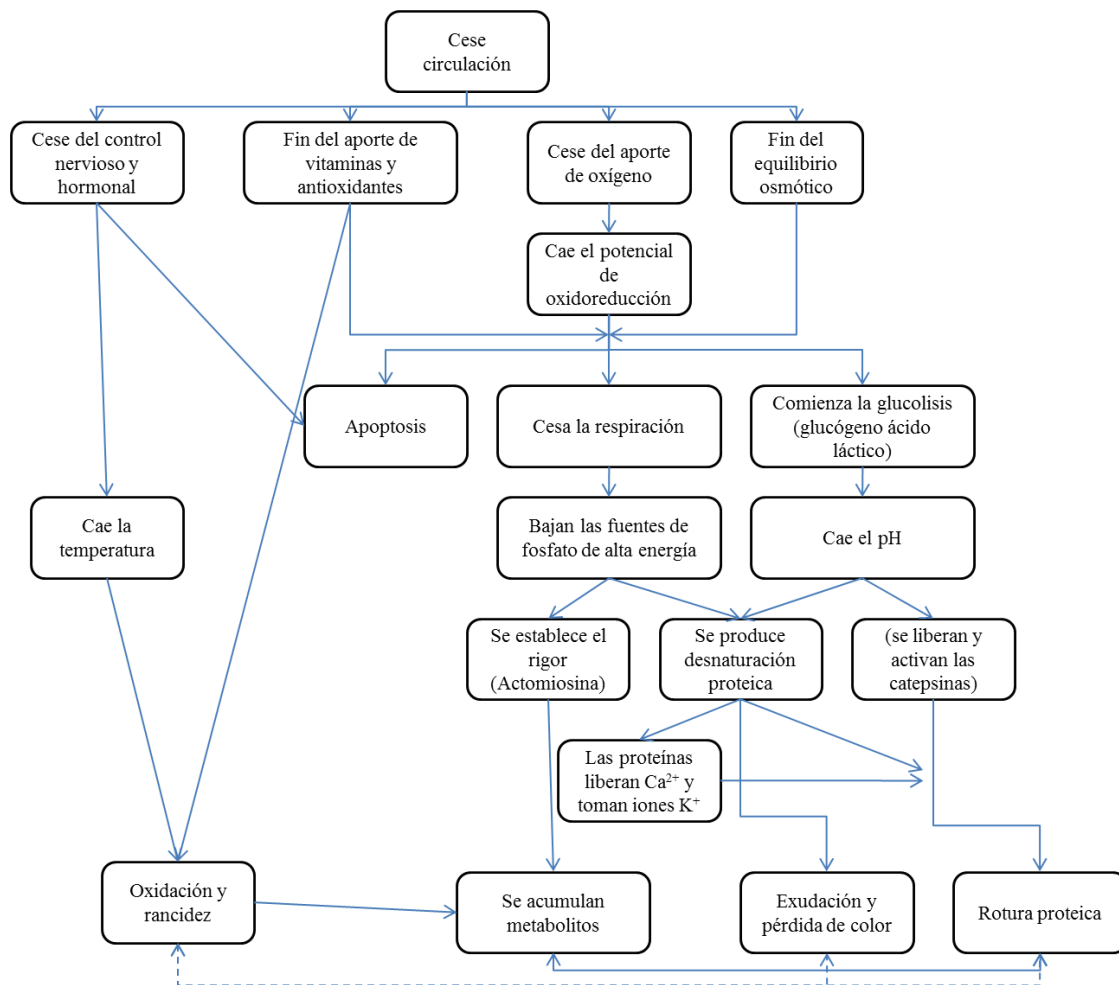 Cese
circulación
Cese del control
nervioso y
hormonal
Fin del aporte de
vitaminas y
antioxidantes
Cese del aporte
de oxígeno
Fin del
equilibirio
osmótico
Cae el potencial
de
oxidoreducción
Apoptosis
Cesa la respiración
Comienza la glucolisis
(glucógeno ácido
láctico)
Cae la
temperatura
Bajan las fuentes de
fosfato de alta energía
Cae el pH
Se establece el
rigor
(Actomiosina)
Se produce
desnaturación
proteica
(se liberan y
activan las
catepsinas)
Las proteínas
liberan Ca²⁺ y
toman iones K⁺
Oxidación y
rancidez
Se acumulan
metabolitos
Exudación y
pérdida de color
Rotura proteica